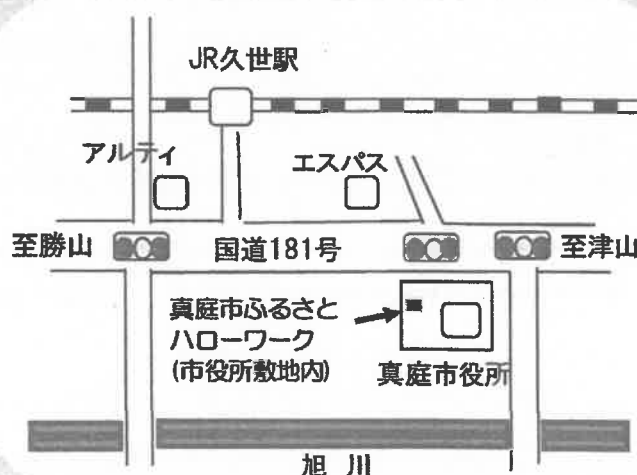 JR久世駅
アルティ
エスパス
至勝山
国道181号
至津山
真庭市ふるさと
ハローワーク
(市役所敷地内)
真庭市役所
旭川